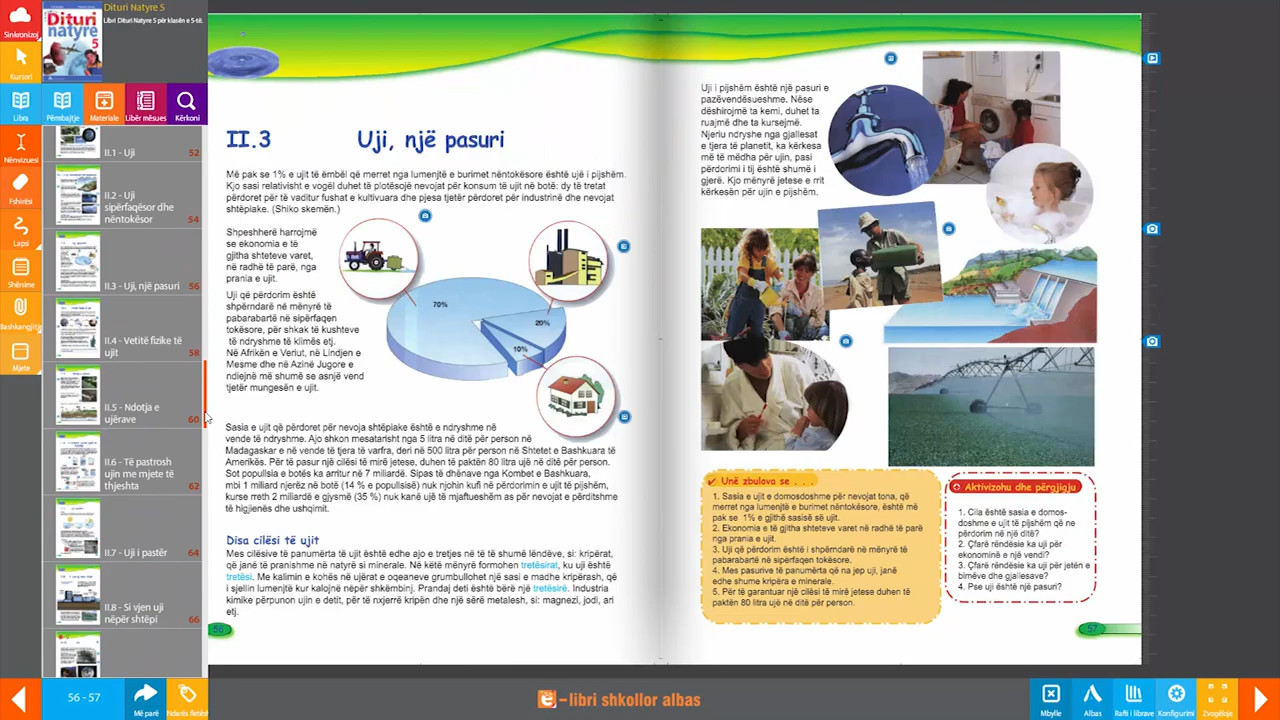 Dituri Natyre 5
Libri Dituri Natyre 5 për klasën e 5-të.
Dituri
natyre
5
Sinkronizoj
Kursori
Libra
Përmbajtje
Materiale
Libër mësues
Kërkoni
Nënvizuesi
Fshirësi
Lapsi
Shënime
Bashkangjitje
Mjete
II.1 - Uji 52
II.2 - Uji
sipërfaqësor dhe
nëntokësor 54
II.3 - Uji, një pasuri 56
II.4 - Vetitë fizike të
ujit 58
II.5 - Ndotja e
ujërave 60
II.6 - Të pastrosh
ujin me mjete të
thjeshta 62
II.7 - Uji i pastër 64
II.8 - Si vjen uji
nëpër shtëpi 66
II.3 Uji, një pasuri
Më pak se 1% e ujit të ëmbël që merret nga lumenjtë e burimet nëntokësore është ujë i pijshëm.
Kjo sasi relativisht e vogël duhet të plotësojë nevojat për konsum të ujit në botë: dy të tretat
përdoret për të vaditur fushat e kultivuara dhe pjesa tjetër përdoret për industrinë dhe nevojat
shtëpiake. (Shiko skemën.)
Shpeshherë harrojmë
se ekonomia e të
gjitha shteteve varet,
në radhë të parë, nga
prania e ujit.
Uji që përdorim është
shpërndarë në mënyrë të
pabarabartë në sipërfaqen
tokësore, për shkak të kushteve
të ndryshme të klimës etj.
Në Afrikën e Veriut, në Lindjen e
Mesme dhe në Azinë Jugore e
ndiejnë më shumë se asnjë vend
tjetër mungesën e ujit.
70%
20%
10%
Sasia e ujit që përdoret për nevoja shtëpiake është e ndryshme në
vende të ndryshme. Ajo shkon mesatarisht nga 5 litra në ditë për person në
Madagaskar e në vende të tjera të varfra, deri në 500 litra për person në Shtetet e Bashkuara të
Amerikës. Për të pasur një cilësi të mirë jetese, duhen të paktën 80 litra ujë në ditë për person.
Sot popullsia e botës ka arritur në 7 miliardë. Sipas të dhënave nga Kombet e Bashkuara,
mbi 1 miliard njerëz në botë (14 % e popullsisë) nuk njohin kufi në përdorimin e ujit të pijshëm,
kurse rreth 2 miliardë e gjysmë (35 %) nuk kanë ujë të mjaftueshëm as për nevojat e përditshme
të higjienës dhe ushqimit.
Disa cilësi të ujit
Mes cilësive të panumërta të ujit është edhe ajo e tretjes në të të shumë lëndëve, si: kripërat,
që janë të pranishme në natyrë si minerale. Në këtë mënyrë formohen tretësirat, ku uji është
tretësi. Me kalimin e kohës në ujërat e oqeaneve grumbullohet një sasi e madhe kripërash, që
i sjellin lumenjtë kur kalojnë nëpër shkëmbinj. Prandaj deti është bërë një tretësirë. Industria
kimike përpunon ujin e detit, për të nxjerrë kripën dhe një sërë metalesh, si: magnezi, jodi, ari
etj.
56
Uji i pijshëm është një pasuri e
pazëvendësueshme. Nëse
dëshirojmë ta kemi, duhet ta
ruajmë dhe ta kursejmë.
Njeriu ndryshe nga gjallesat
e tjera të planetit, ka kërkesa
më të mëdha për ujin, pasi
përdorimi i tij është shumë i
gjerë. Kjo mënyrë jetese e rrit
kërkesën për ujin e pijshëm.
Unë zbulova se . . .
1. Sasia e ujit e domosdoshme për nevojat tona, që
merret nga lumenjtë e burimet nëntokësore, është më
pak se 1% e gjithë sasisë së ujit.
2. Ekonomia e të gjitha shteteve varet në radhë të parë
nga prania e ujit.
3. Uji që përdorim është i shpërndarë në mënyrë të
pabarabartë në sipërfaqen tokësore.
4. Mes pasurive të panumërta që na jep uji, janë
edhe shume kripëra e minerale.
5. Për të garantuar një cilësi të mirë jetese duhen të
paktën 80 litra ujë në ditë për person.
Aktivizohu dhe përgjigju
1. Cila është sasia e domos-
doshme e ujit të pijshëm që ne
përdorim në një ditë?
2. Çfarë rëndësie ka uji për
ekonominë e një vendi?
3. Çfarë rëndësie ka uji për jetën e
bimëve dhe gjallesave?
4. Pse uji është një pasuri?
57
56 - 57
Më parë
Ndarës fletësh
e-libri shkollor albas
Mbylle
Albas
Rafti i librave
Konfigurimi
Zvogëloje